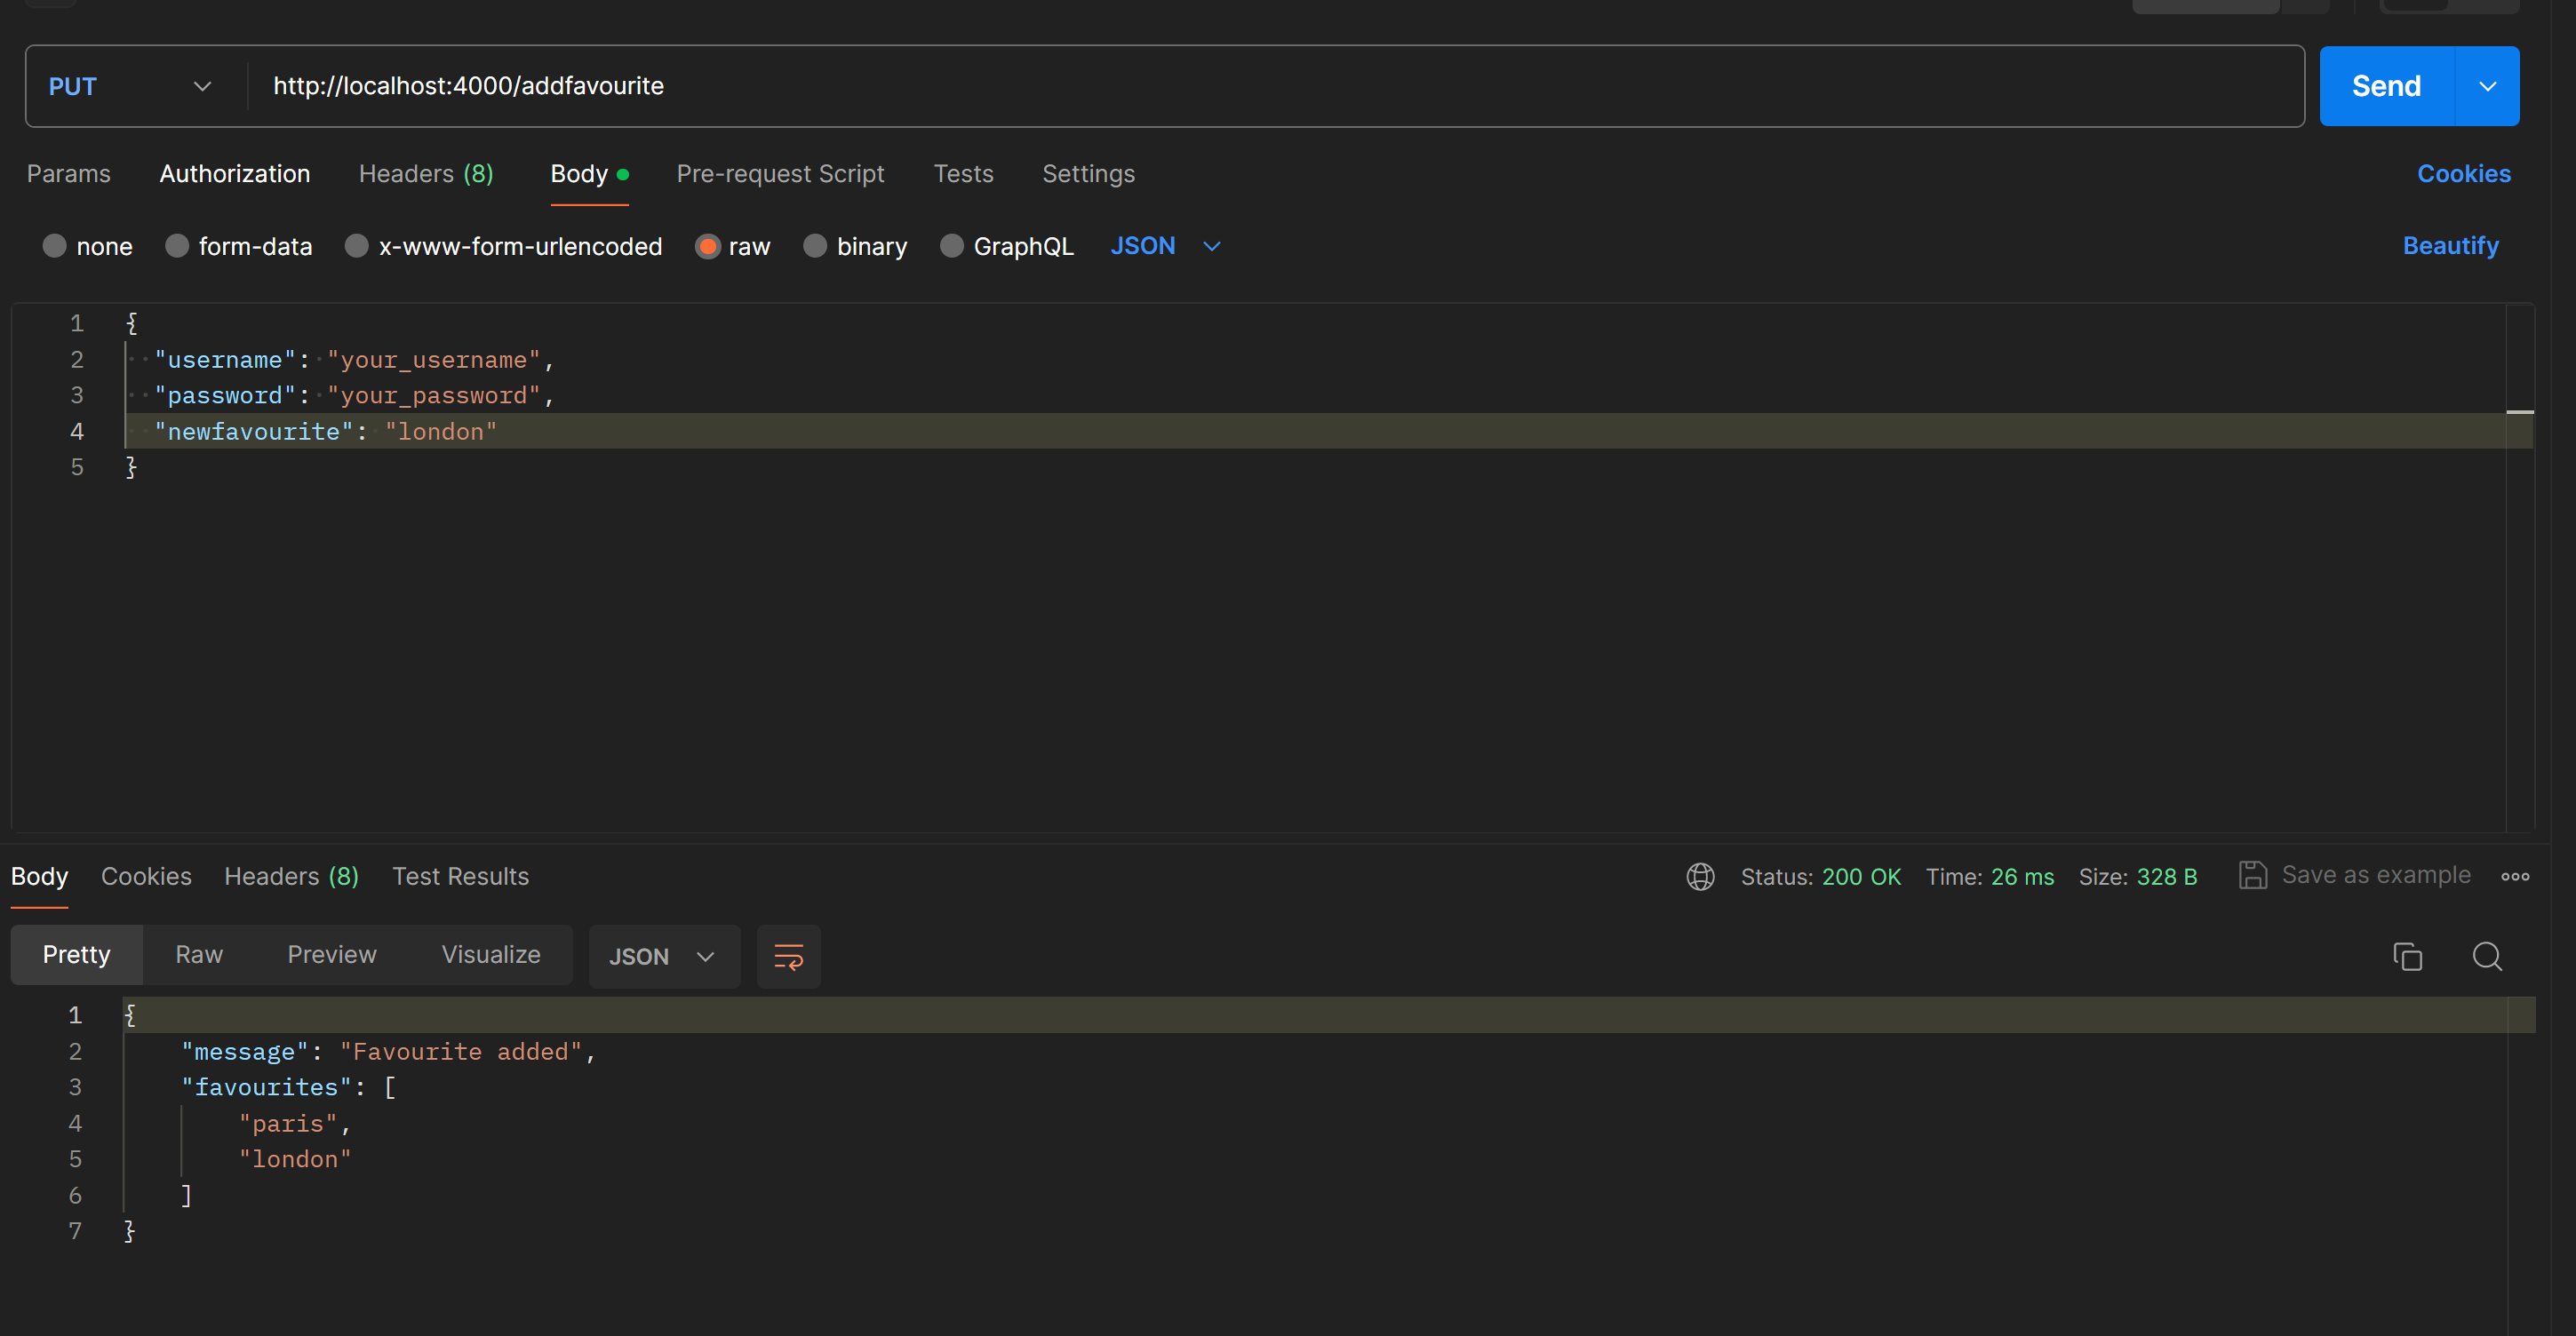 PUT http://localhost:4000/addfavourite Send
Params Authorization Headers (8) Body Pre-request Script Tests Settings Cookies
none form-data x-www-form-urlencoded raw binary GraphQL JSON Beautify
1 {
2 "username": "your_username",
3 "password": "your_password",
4 "newfavourite": "london"
5 }
Body Cookies Headers (8) Test Results Status: 200 OK Time: 26 ms Size: 328 B Save as example
Pretty Raw Preview Visualize JSON
1 {
2 "message": "Favourite added",
3 "favourites": [
4 "paris",
5 "london"
6 ]
7 }